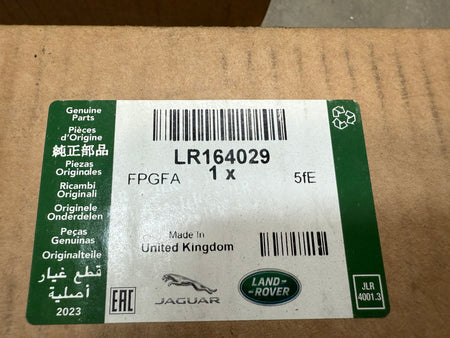 Genuine
Parts
Pièces
d'Origine
純正部品
Piezas
Originales
Ricambi
Originali
Originele
Onderdelen
Peças
Genuinas
Originalteile
قطع غيار
أصلية
2023
LR164029
1 x
FPGFA
5fE
Made In
United Kingdom
EAC
JAGUAR
LAND-
ROVER
JLR
4001.3